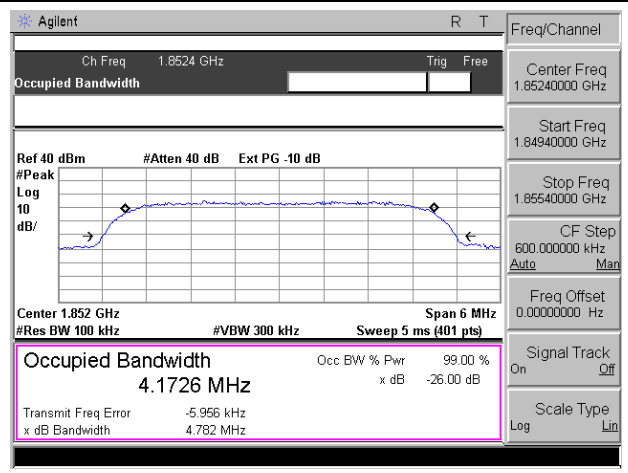 Agilent R T
Ch Freq 1.8524 GHz Trig Free
Occupied Bandwidth
Ref 40 dBm #Atten 40 dB Ext PG -10 dB
#Peak
Log
10
dB/
Center 1.852 GHz Span 6 MHz
#Res BW 100 kHz #VBW 300 kHz Sweep 5 ms (401 pts)
Occupied Bandwidth
4.1726 MHz
Occ BW % Pwr 99.00 %
x dB -26.00 dB
Transmit Freq Error -5.956 kHz
x dB Bandwidth 4.782 MHz
Freq/Channel
Center Freq
1.85240000 GHz
Start Freq
1.84940000 GHz
Stop Freq
1.85540000 GHz
CF Step
600.000000 kHz
Auto Man
Freq Offset
0.00000000 Hz
Signal Track
On Off
Scale Type
Log Lin